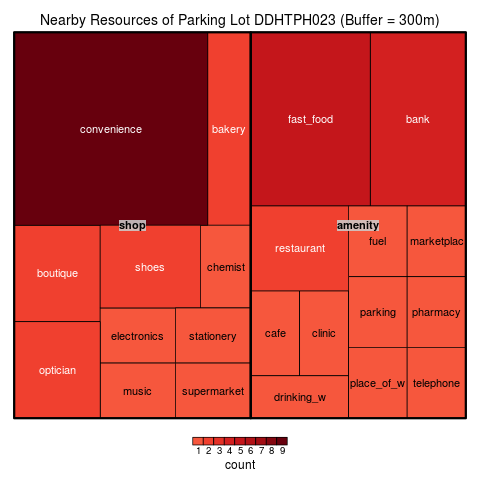 Nearby Resources of Parking Lot DDHTPH023 (Buffer = 300m)
convenience
bakery
fast_food
bank
shop
amenity
boutique
shoes
chemist
restaurant
fuel
marketplac
optician
electronics
stationery
music
supermarket
cafe
clinic
drinking_w
parking
pharmacy
place_of_w
telephone
1 2 3 4 5 6 7 8 9
count